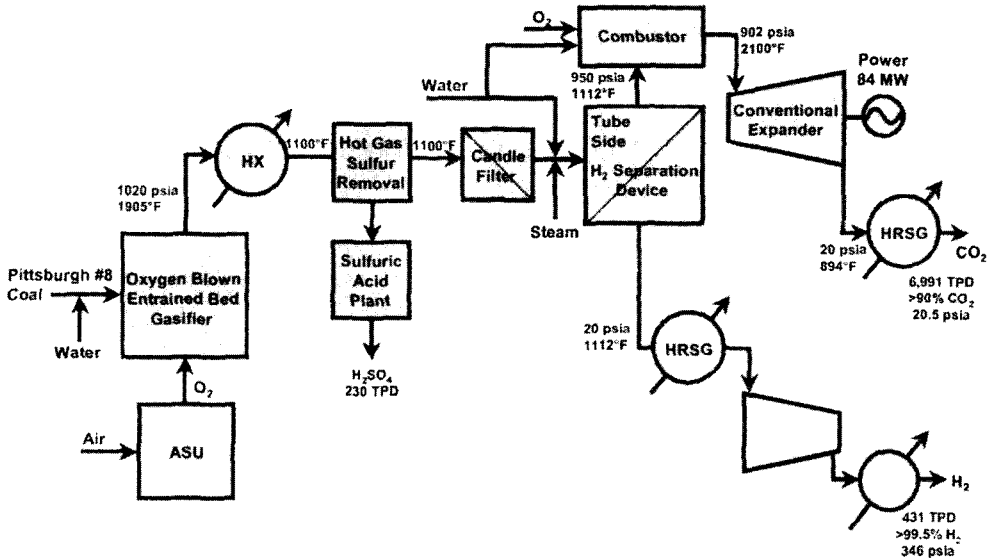 O2
Combustor
902 psia
2100°F
Power
84 MW
Water
950 psia
1112°F
Conventional
Expander
Tube
Side
H2 Separation
Device
HX
1100°F
Hot Gas
Sulfur
Removal
1100°F
Candle
Filter
1020 psia
1905°F
Steam
HRSG
CO2
20 psia
894°F
6,991 TPD
>90% CO2
20.5 psia
Pittsburgh #8
Coal
Oxygen Blown
Entrained Bed
Gasifier
Sulfuric
Acid
Plant
Water
20 psia
1112°F
HRSG
H2SO4
230 TPD
O2
Air
ASU
H2
431 TPD
>99.5% H2
346 psia